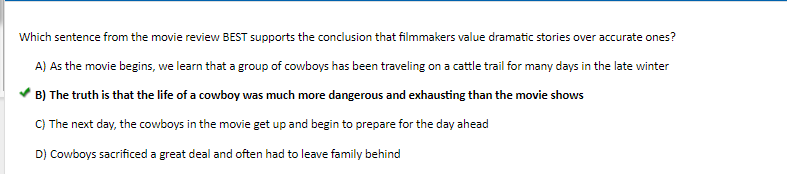 Which sentence from the movie review BEST supports the conclusion that filmmakers value dramatic stories over accurate ones?
A) As the movie begins, we learn that a group of cowboys has been traveling on a cattle trail for many days in the late winter
B) The truth is that the life of a cowboy was much more dangerous and exhausting than the movie shows
C) The next day, the cowboys in the movie get up and begin to prepare for the day ahead
D) Cowboys sacrificed a great deal and often had to leave family behind